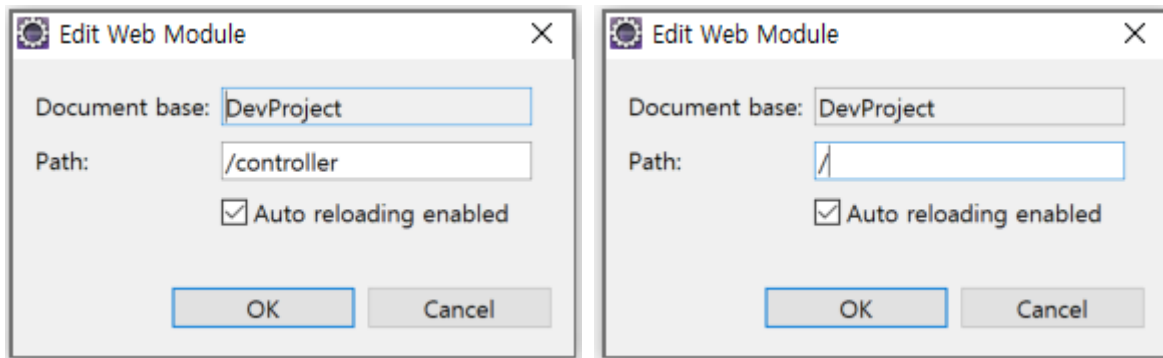 Edit Web Module
Document base: DevProject
Path: /controller
Auto reloading enabled
OK Cancel
Edit Web Module
Document base: DevProject
Path: /
Auto reloading enabled
OK Cancel